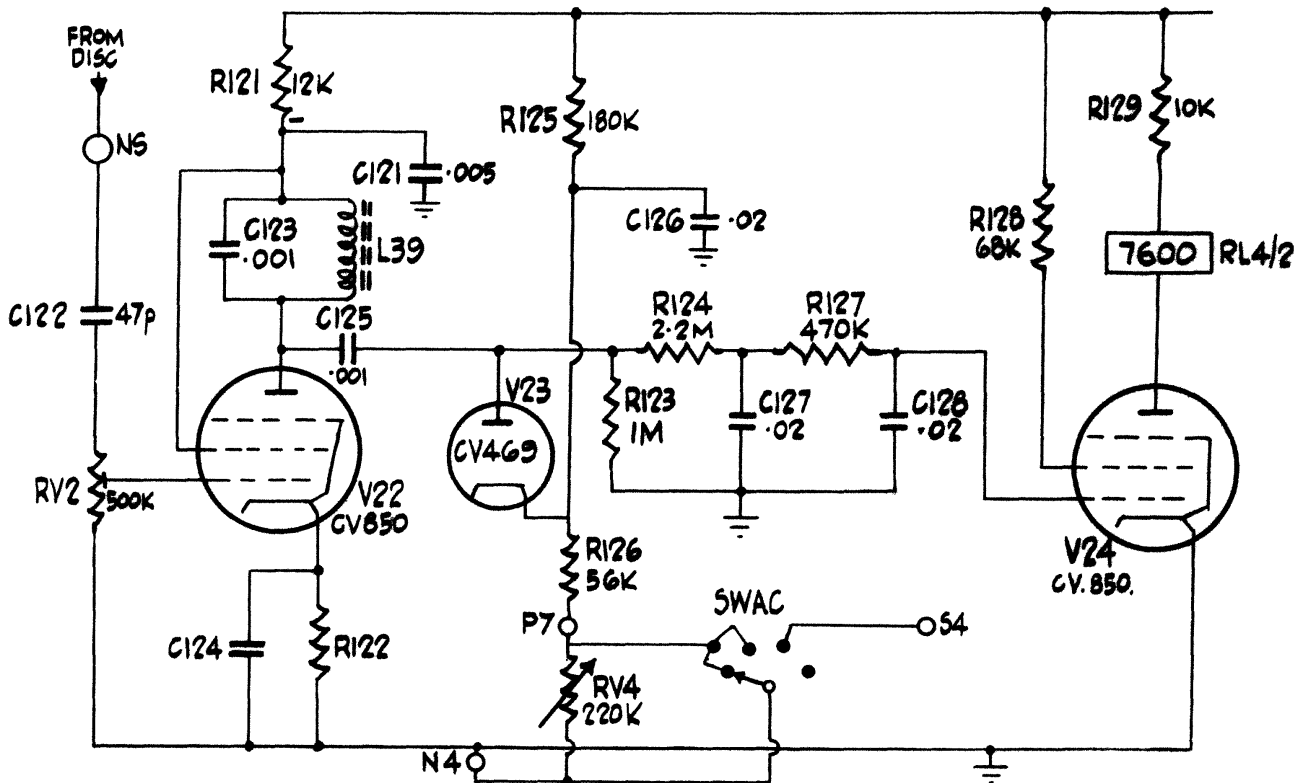 FROM
DISC
NS
C122
47p
RV2
500K
R121
12K
C121
.005
C123
.001
L39
C125
.001
V22
CV850
C124
R122
R125
180K
C126
.02
V23
CV469
R124
2.2M
R127
470K
R123
1M
C127
.02
C128
.02
R126
56K
P7
RV4
220K
SWAC
S4
N4
R128
68K
R129
10K
7600
RL4/2
V24
CV.850.